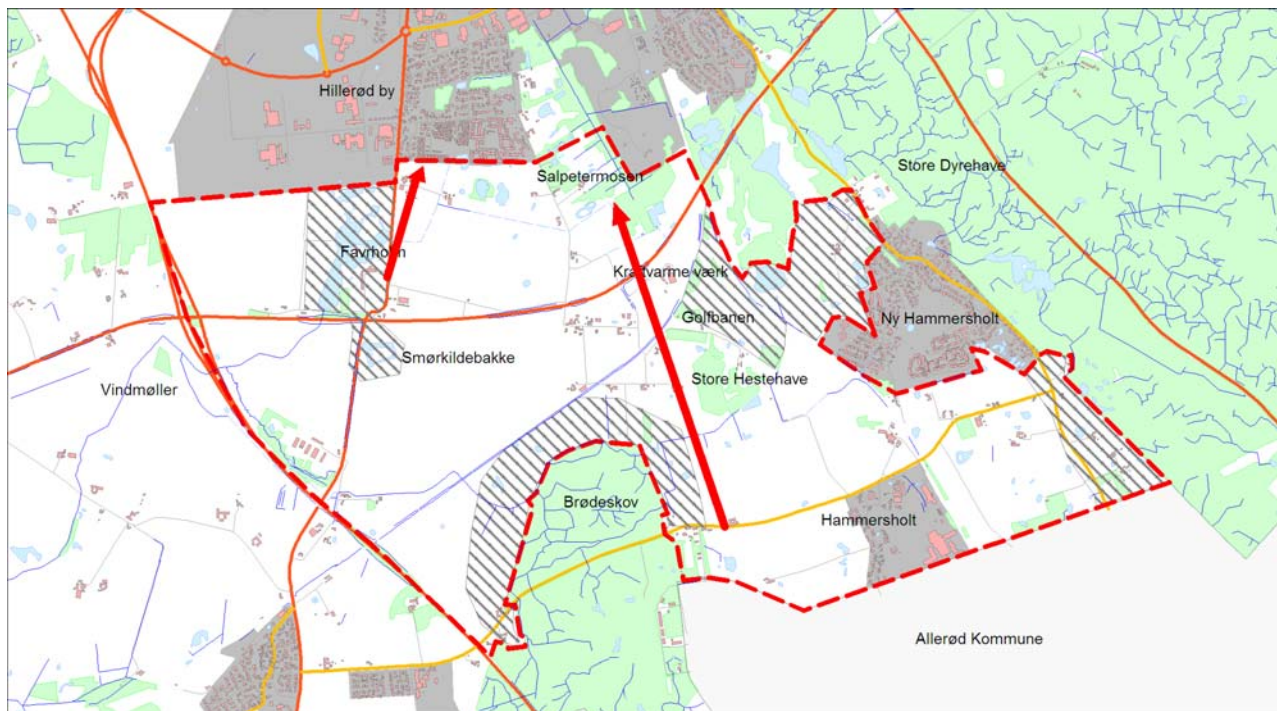 Hillerød by
Store Dyrehave
Salpetermosen
Favrholm
Kraftvarme værk
Golfbanen
Ny Hammersholt
Smørkildebakke
Vindmøller
Store Hestehave
Brødeskov
Hammersholt
Allerød Kommune